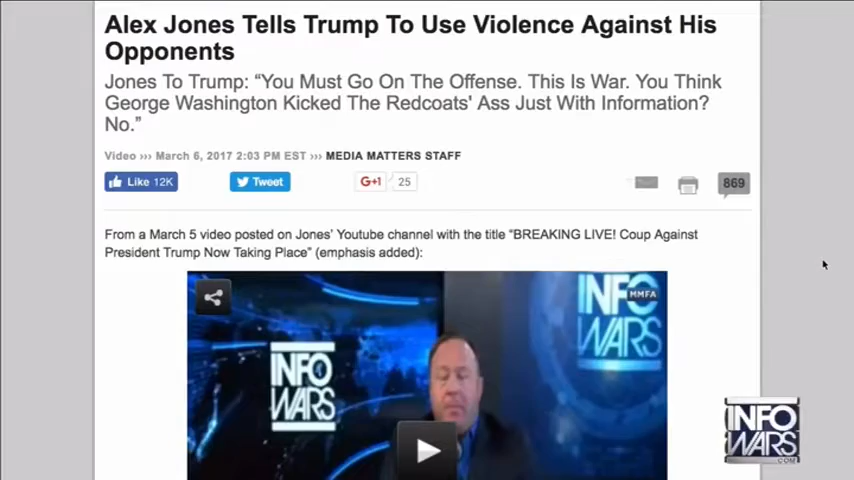 Alex Jones Tells Trump To Use Violence Against His
Opponents
Jones To Trump: “You Must Go On The Offense. This Is War. You Think
George Washington Kicked The Redcoats' Ass Just With Information?
No.”
Video ››› March 6, 2017 2:03 PM EST ››› MEDIA MATTERS STAFF
Like 12K
Tweet
G+1
25
869
From a March 5 video posted on Jones’ Youtube channel with the title “BREAKING LIVE! Coup Against
President Trump Now Taking Place” (emphasis added):
MMFA
INFO
WARS
INFO
WARS
INFO
WARS
.COM